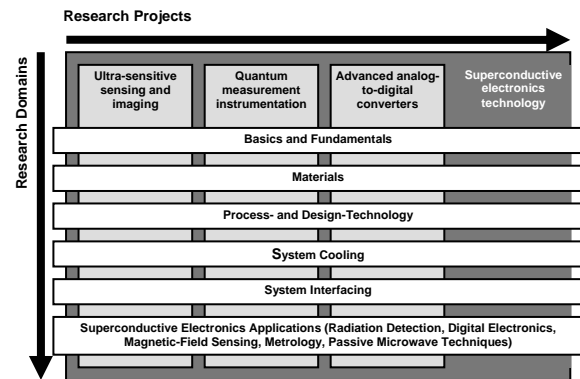 Research Projects
Research Domains
Ultra-sensitive
sensing and
imaging
Quantum
measurement
instrumentation
Advanced analog-
to-digital
converters
Superconductive
electronics
technology
Basics and Fundamentals
Materials
Process- and Design-Technology
System Cooling
System Interfacing
Superconductive Electronics Applications (Radiation Detection, Digital Electronics,
Magnetic-Field Sensing, Metrology, Passive Microwave Techniques)